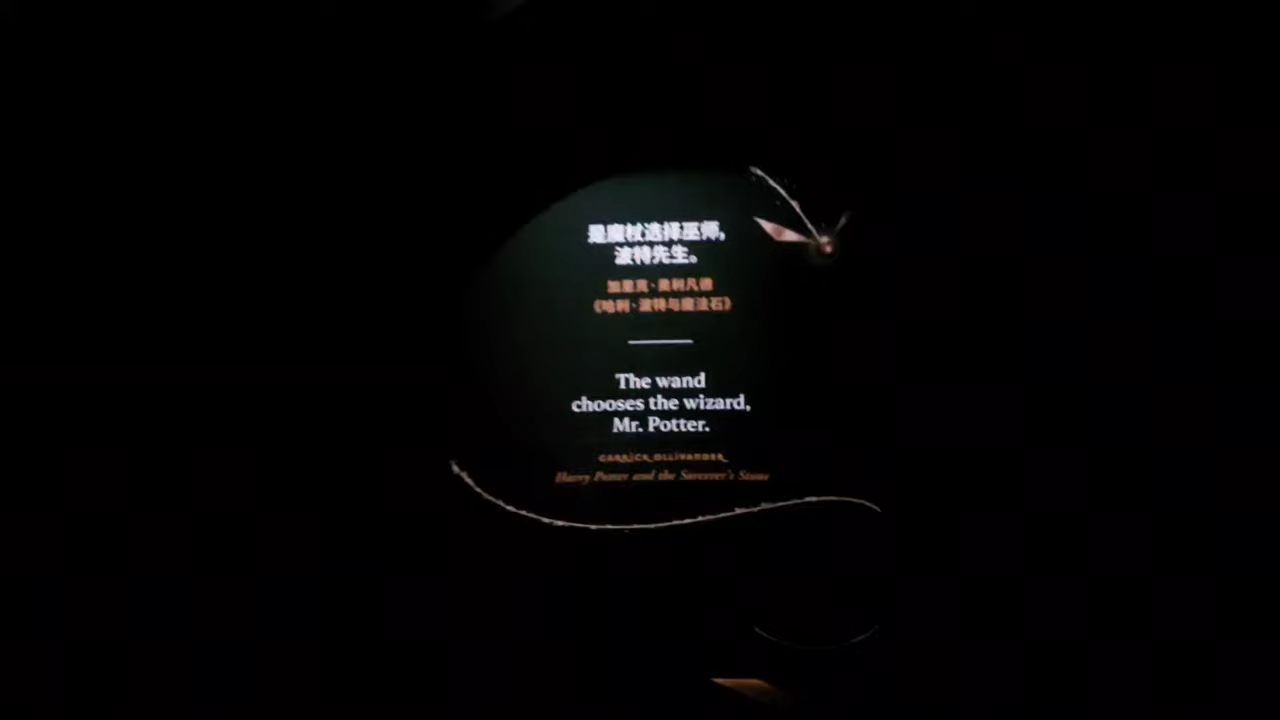 是魔杖选择巫师,
波特先生。
加里克·奥利凡德
《哈利·波特与魔法石》
The wand
chooses the wizard,
Mr. Potter.
GARRICK OLLIVANDER
Harry Potter and the Sorcerer's Stone